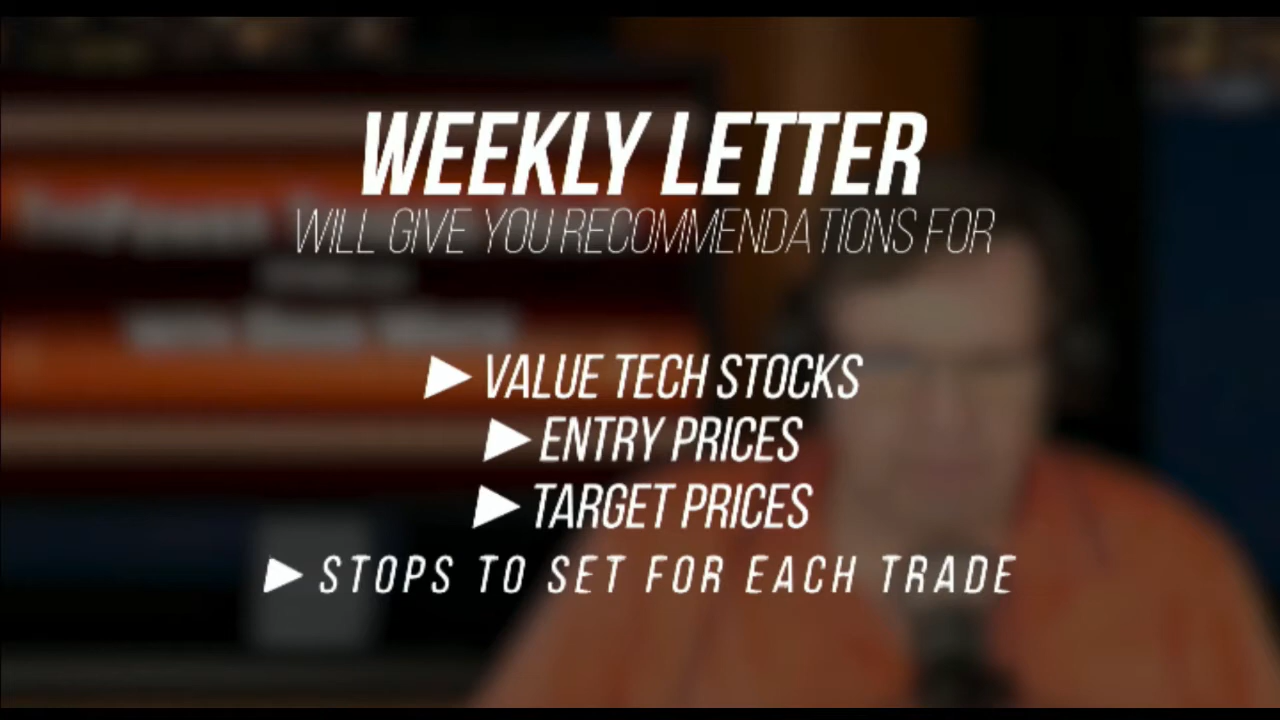 WEEKLY LETTER
WILL GIVE YOU RECOMMENDATIONS FOR
▶ VALUE TECH STOCKS
▶ ENTRY PRICES
▶ TARGET PRICES
▶ STOPS TO SET FOR EACH TRADE